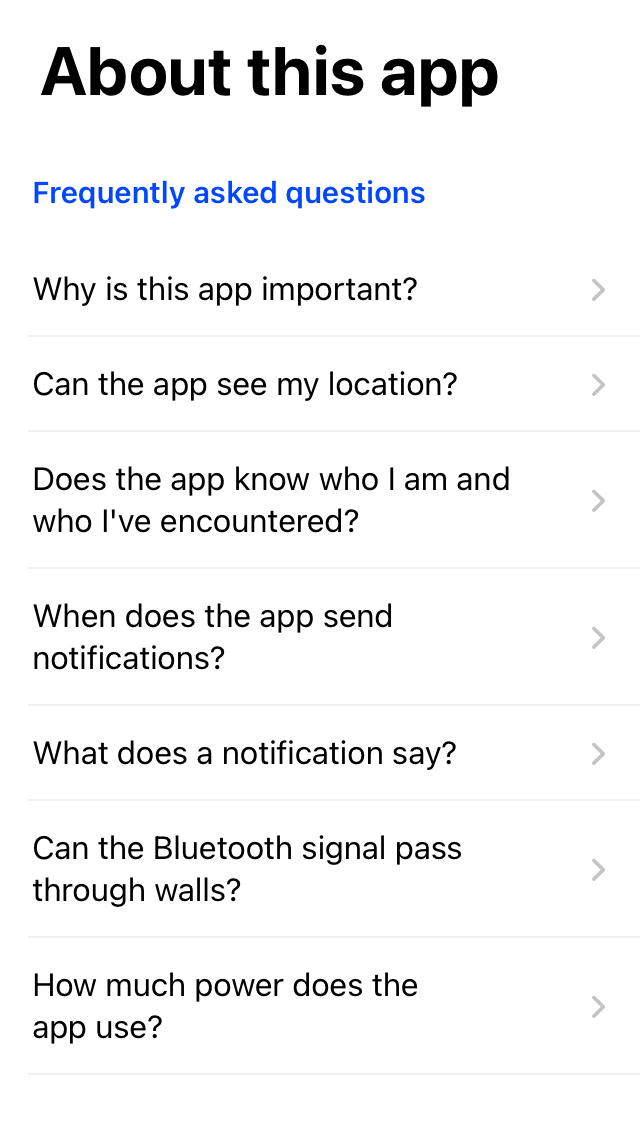 About this app
Frequently asked questions
Why is this app important?
Can the app see my location?
Does the app know who I am and
who I've encountered?
When does the app send
notifications?
What does a notification say?
Can the Bluetooth signal pass
through walls?
How much power does the
app use?